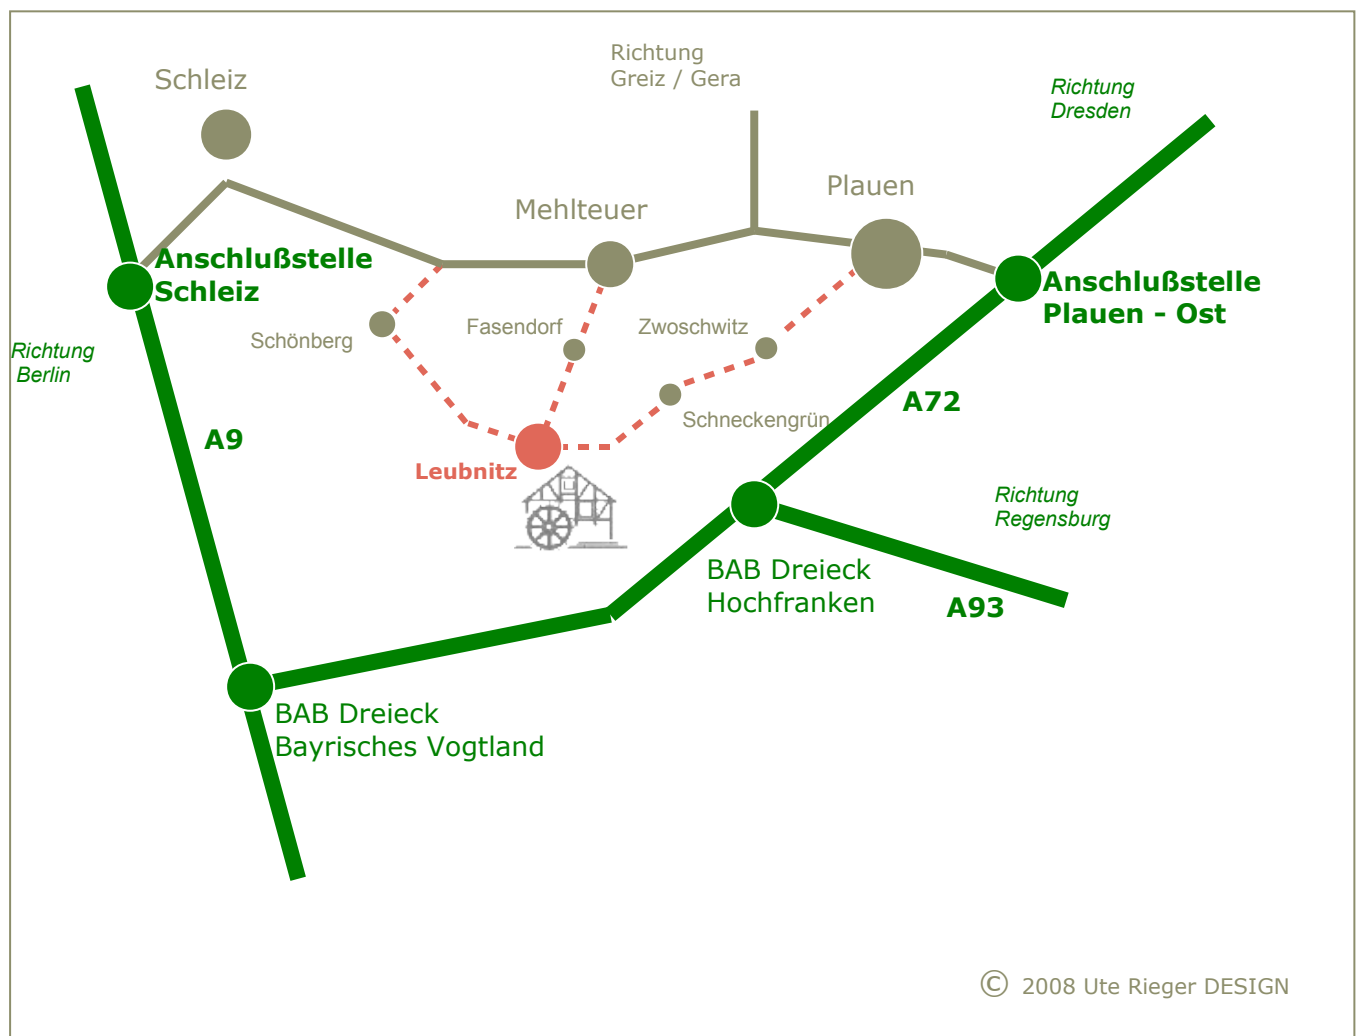 Richtung
Greiz / Gera
Schleiz
Richtung
Dresden
Plauen
Mehlteuer
Anschlußstelle
Schleiz
Anschlußstelle
Plauen - Ost
Fasendorf
Zwoschwitz
Schönberg
Richtung
Berlin
A72
Schneckengrün
A9
Leubnitz
Richtung
Regensburg
BAB Dreieck
Hochfranken
A93
BAB Dreieck
Bayrisches Vogtland
© 2008 Ute Rieger DESIGN